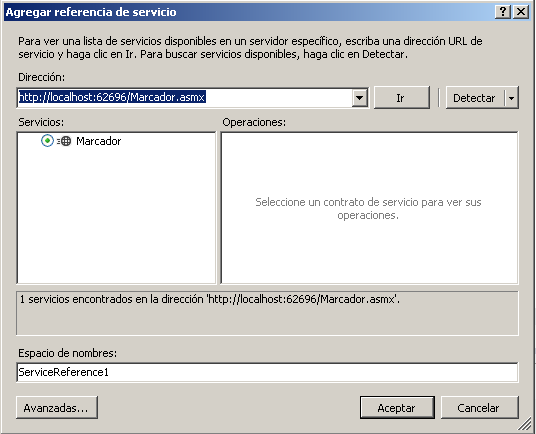 Agregar referencia de servicio
Para ver una lista de servicios disponibles en un servidor específico, escriba una dirección URL de
servicio y haga clic en Ir. Para buscar servicios disponibles, haga clic en Detectar.
Dirección:
http://localhost:62696/Marcador.asmx
Ir
Detectar
Servicios:
Operaciones:
Marcador
Seleccione un contrato de servicio para ver sus
operaciones.
1 servicios encontrados en la dirección 'http://localhost:62696/Marcador.asmx'.
Espacio de nombres:
ServiceReference1
Avanzadas...
Aceptar
Cancelar